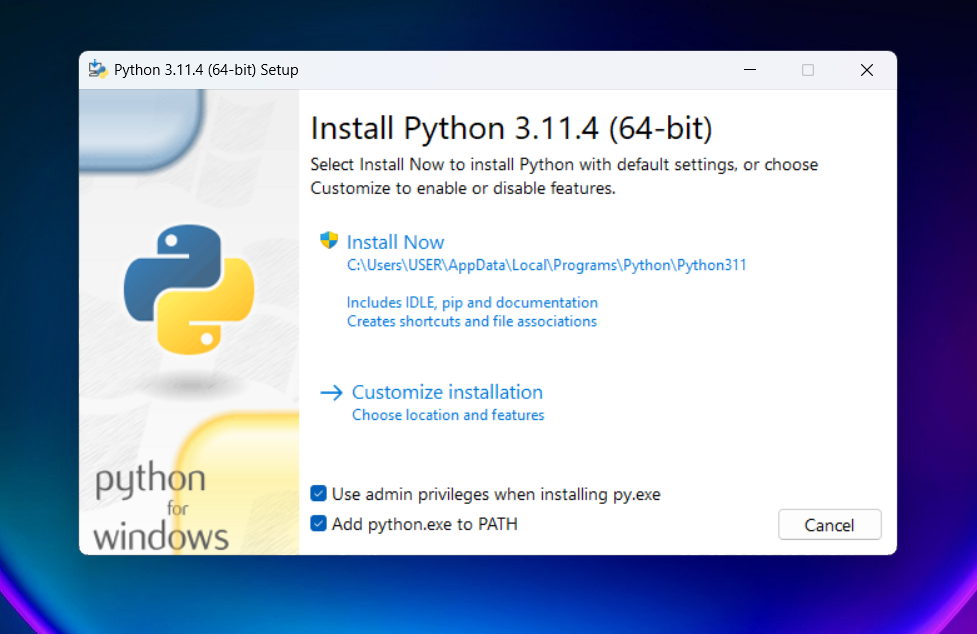 Python 3.11.4 (64-bit) Setup
Install Python 3.11.4 (64-bit)
Select Install Now to install Python with default settings, or choose
Customize to enable or disable features.
Install Now
C:\Users\USER\AppData\Local\Programs\Python\Python311
Includes IDLE, pip and documentation
Creates shortcuts and file associations
Customize installation
Choose location and features
python
for
windows
Use admin privileges when installing py.exe
Add python.exe to PATH
Cancel